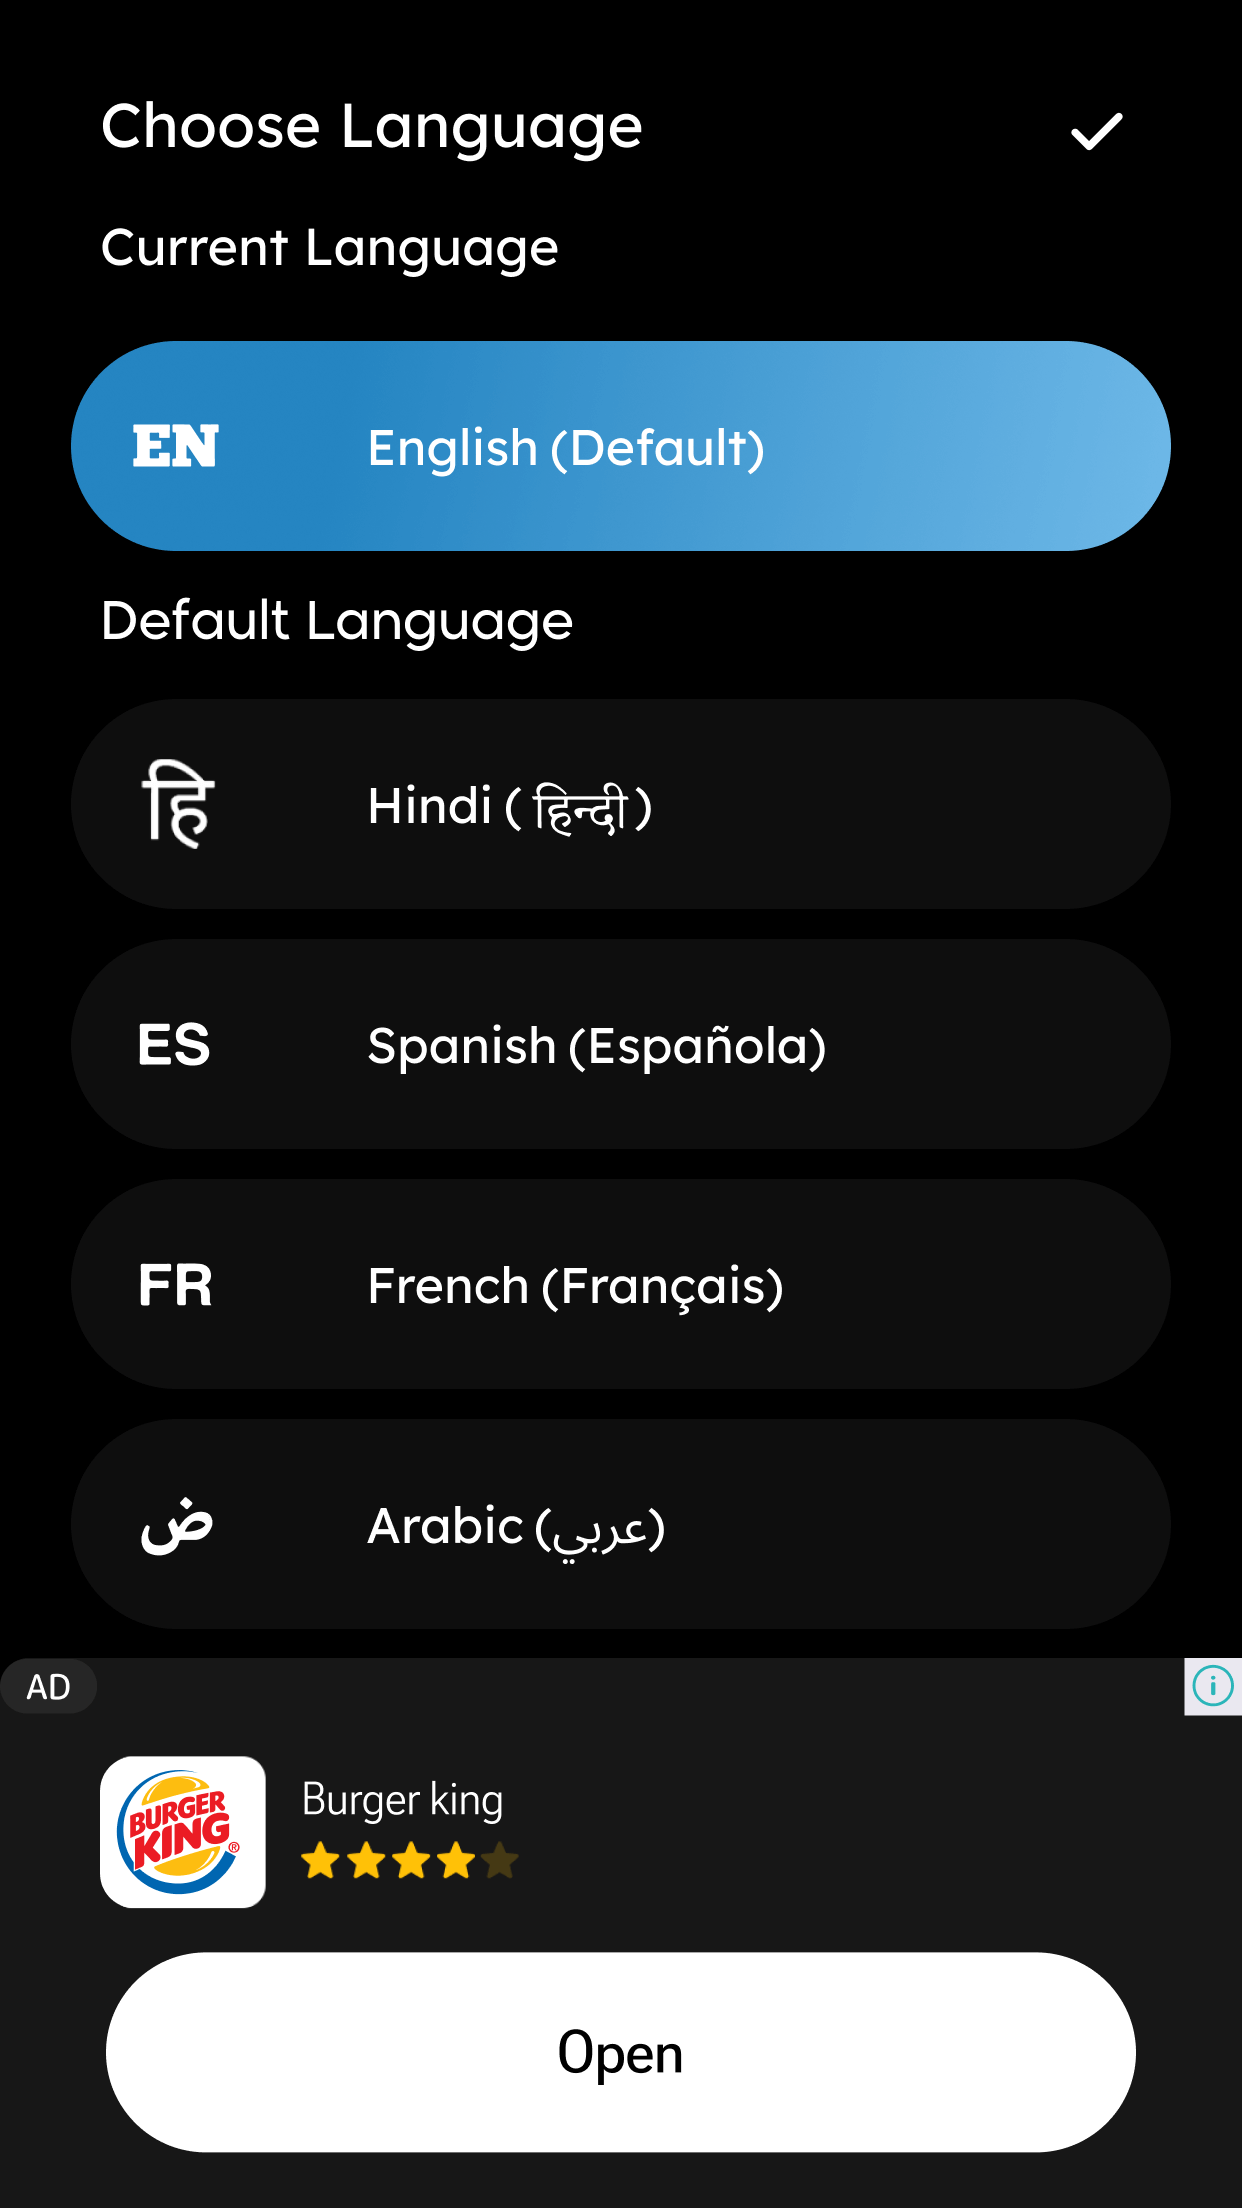 Choose Language
Current Language
EN English (Default)
Default Language
हि Hindi ( हिन्दी )
ES Spanish (Española)
FR French (Français)
ض Arabic (عربي)
AD
BURGER
KING®
Burger king
Open